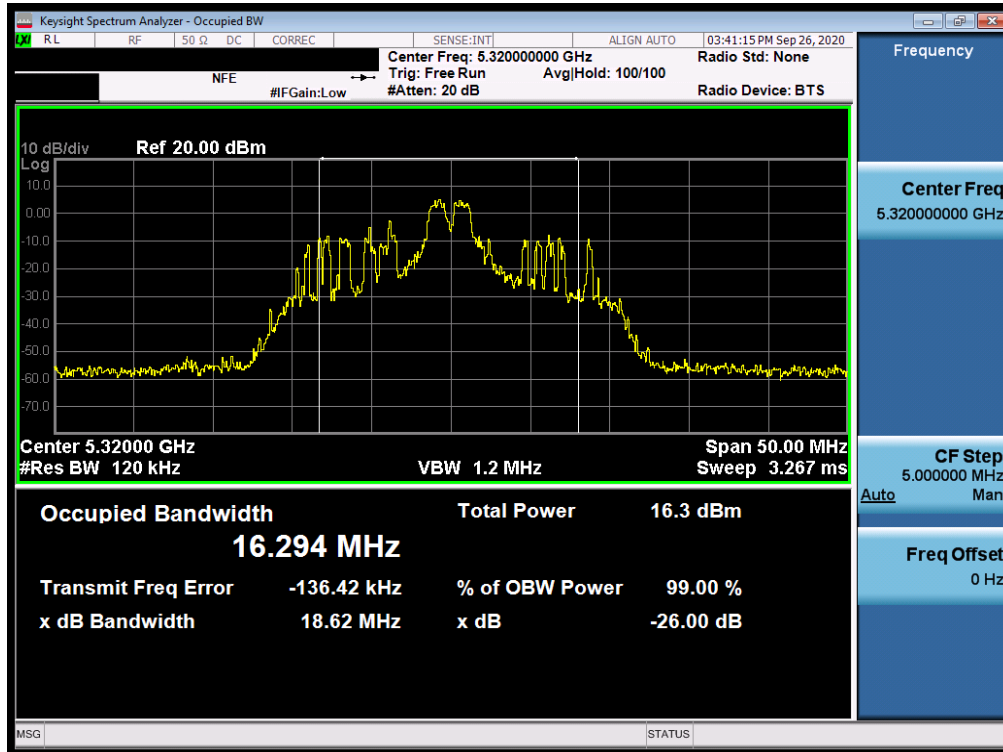 Keysight Spectrum Analyzer - Occupied BW
LXI RL RF 50 Ω DC CORREC SENSE:INT ALIGN AUTO 03:41:15 PM Sep 26, 2020
Center Freq: 5.320000000 GHz Radio Std: None
NFE Trig: Free Run Avg|Hold: 100/100
#IFGain:Low #Atten: 20 dB Radio Device: BTS
10 dB/div Ref 20.00 dBm
Log
10.0
0.00
-10.0
-20.0
-30.0
-40.0
-50.0
-60.0
-70.0
Center 5.32000 GHz Span 50.00 MHz
#Res BW 120 kHz VBW 1.2 MHz Sweep 3.267 ms
Occupied Bandwidth Total Power 16.3 dBm
16.294 MHz
Transmit Freq Error -136.42 kHz % of OBW Power 99.00 %
x dB Bandwidth 18.62 MHz x dB -26.00 dB
MSG STATUS
Frequency
Center Freq
5.320000000 GHz
CF Step
5.000000 MHz
Auto Man
Freq Offset
0 Hz